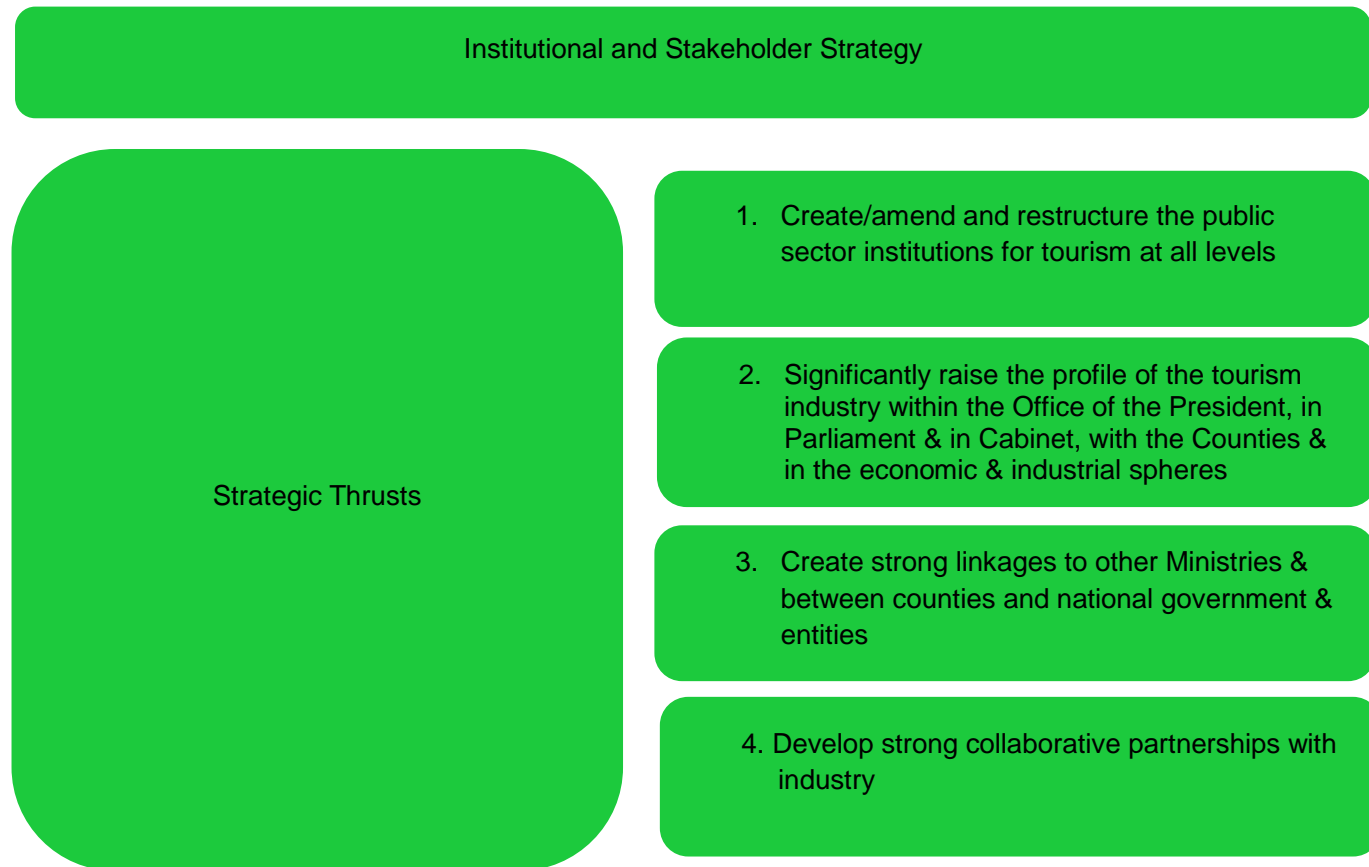 Institutional and Stakeholder Strategy
Strategic Thrusts
1. Create/amend and restructure the public
sector institutions for tourism at all levels
2. Significantly raise the profile of the tourism
industry within the Office of the President, in
Parliament & in Cabinet, with the Counties &
in the economic & industrial spheres
3. Create strong linkages to other Ministries &
between counties and national government &
entities
4. Develop strong collaborative partnerships with
industry